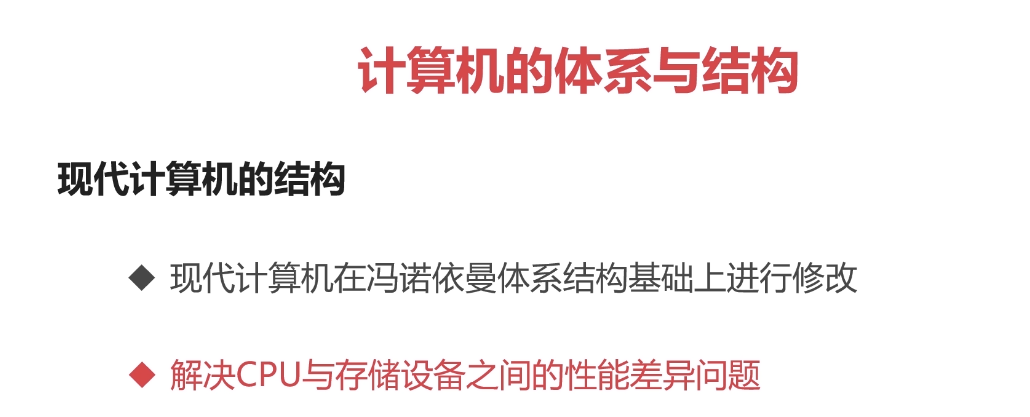 计算机的体系与结构
现代计算机的结构
◆ 现代计算机在冯诺依曼体系结构基础上进行修改
◆ 解决CPU与存储设备之间的性能差异问题